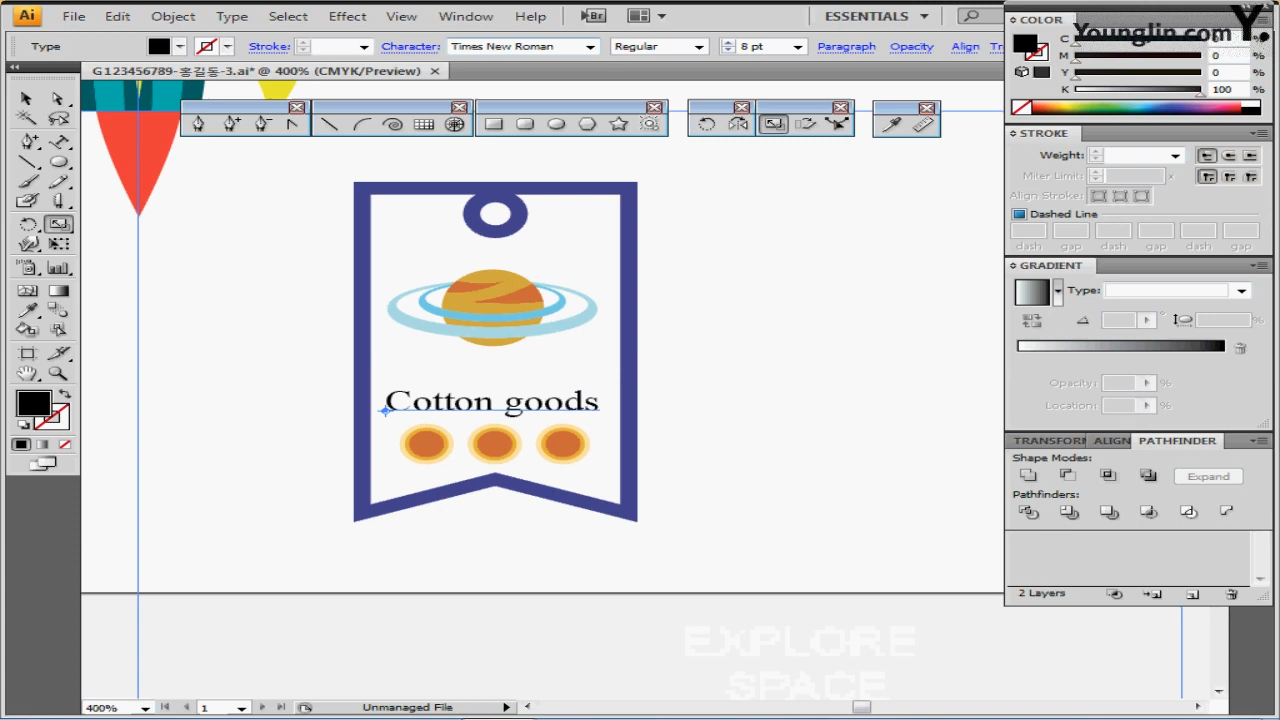 Ai File Edit Object Type Select Effect View Window Help Br ESSENTIALS
Younglin.com Y.
Type Stroke: Character: Times New Roman Regular 8 pt Paragraph Opacity Align
G123456789-홍길동-3.ai* @ 400% (CMYK/Preview)
COLOR
C
M 0 %
Y 0 %
K 100 %
STROKE
Weight:
Miter Limit: x
Align Stroke:
Dashed Line
dash gap dash gap dash gap
GRADIENT
Type:
%
Opacity: %
Location: %
TRANSFORM ALIGN PATHFINDER
Shape Modes:
Expand
Pathfinders:
2 Layers
Cotton goods
EXPLORE
SPACE
400% 1 Unmanaged File